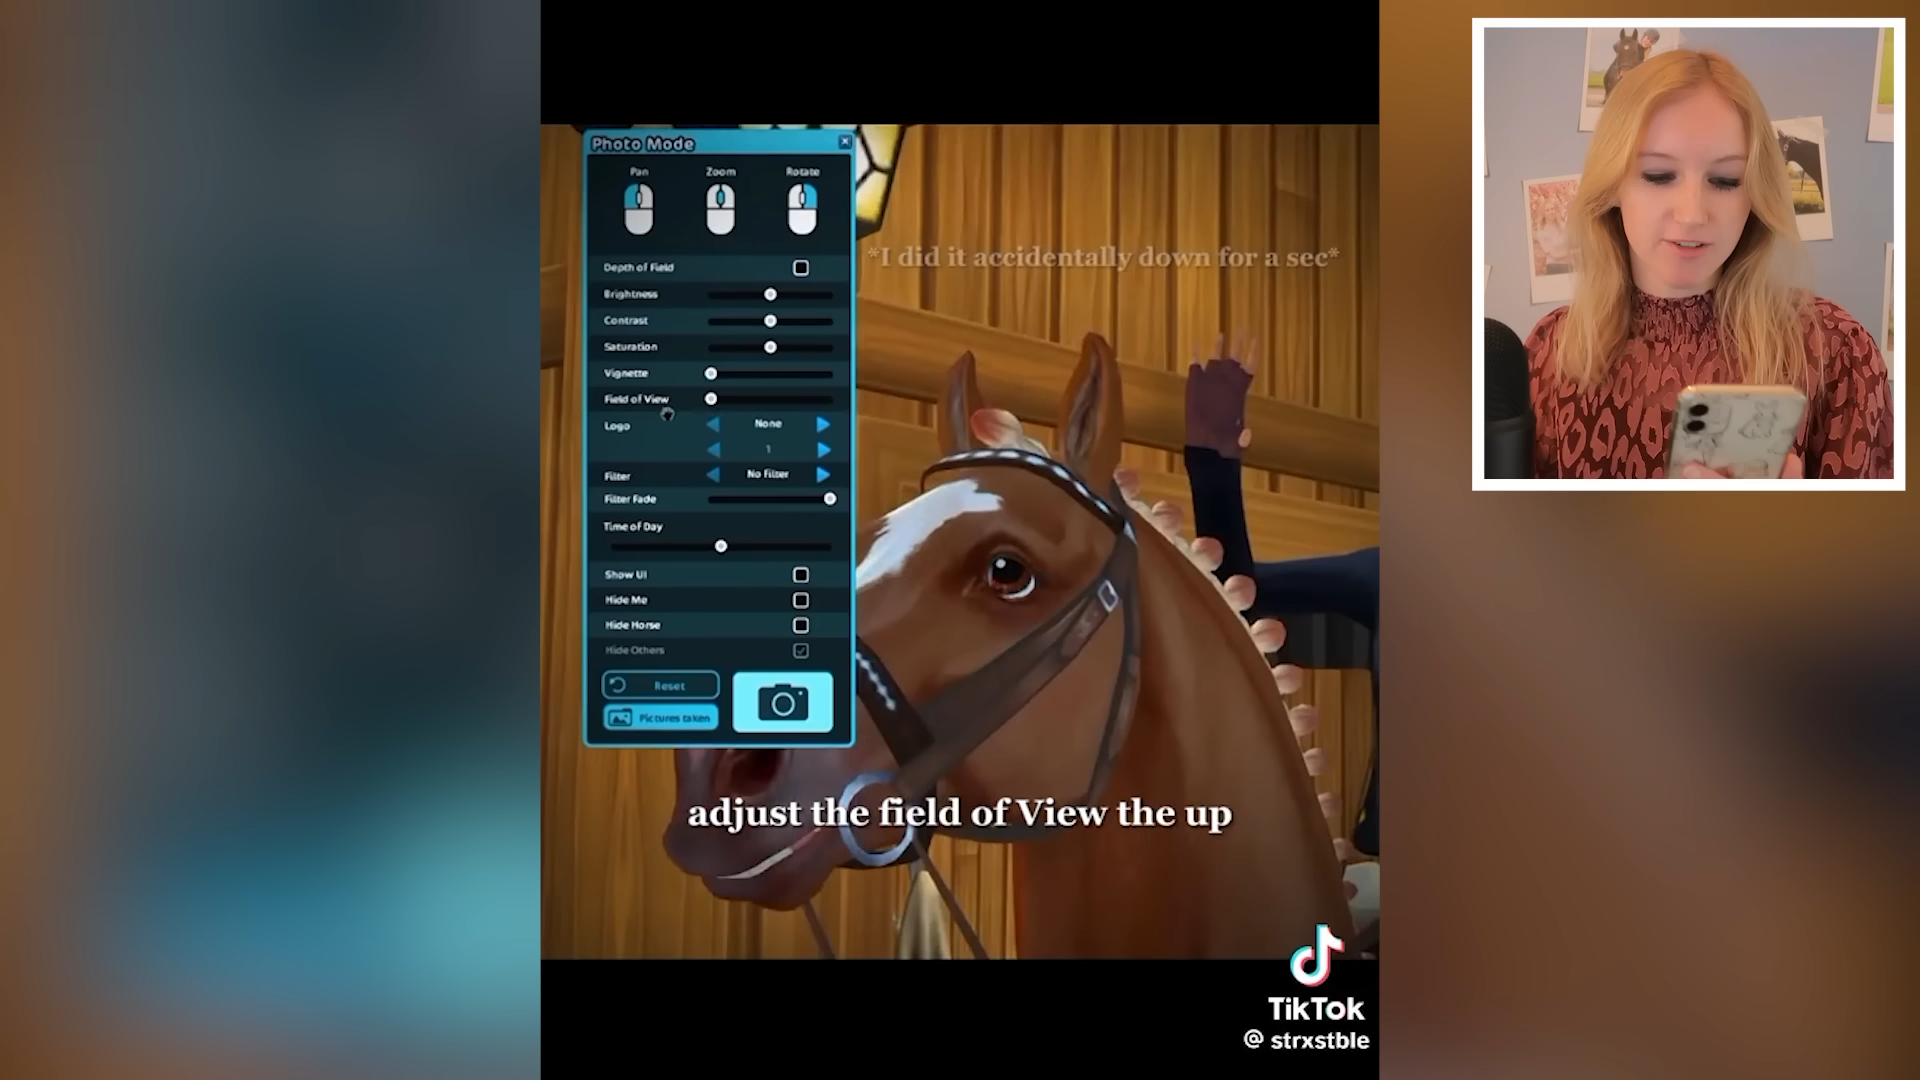 Photo Mode
Pan Zoom Rotate
Depth of Field
Brightness
Contrast
Saturation
Vignette
Field of View
Logo None
1
Filter No Filter
Filter Fade
Time of Day
Show UI
Hide Me
Hide Horse
Hide Others
Reset
Pictures taken
*I did it accidentally down for a sec*
adjust the field of View the up
TikTok
@ strxstble